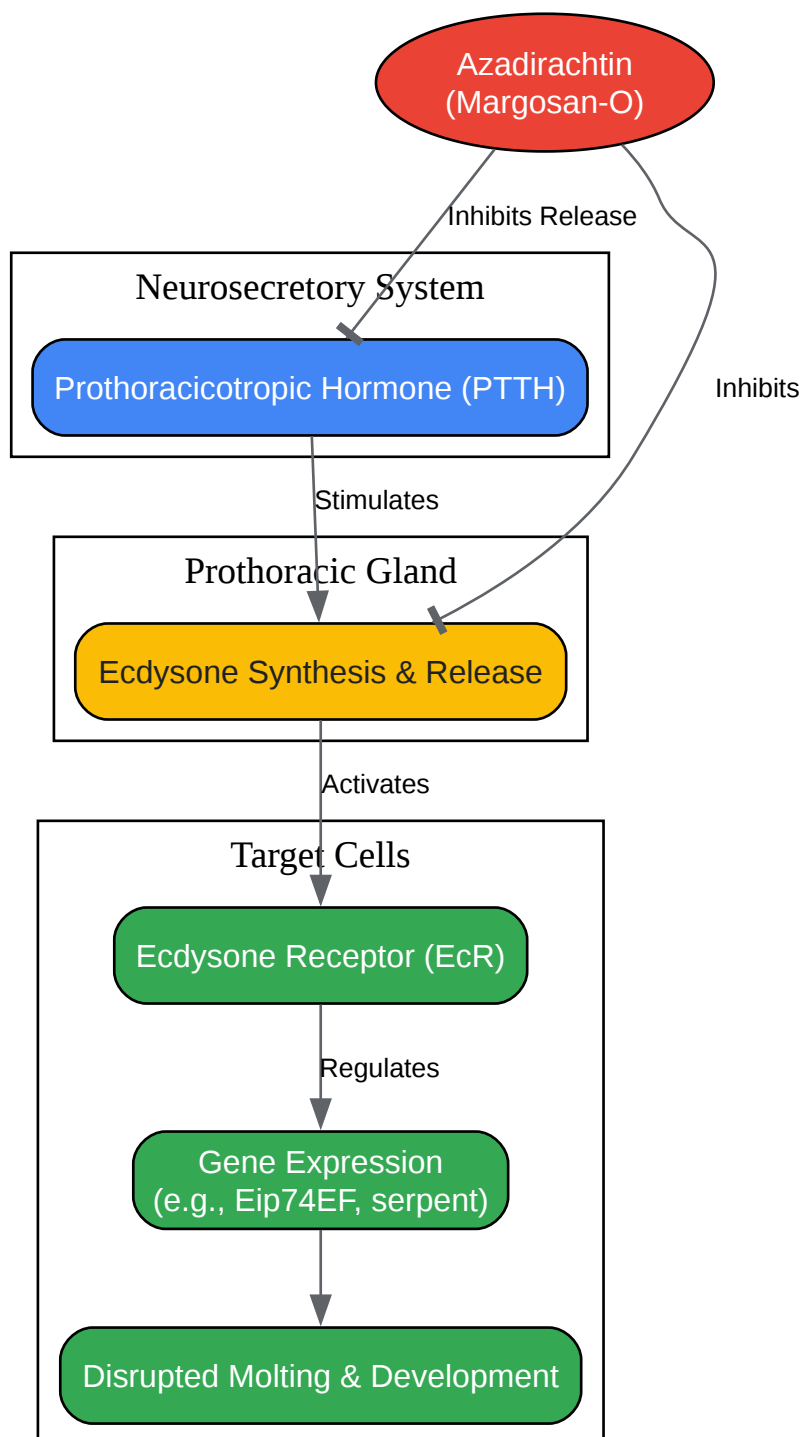 Azadirachtin
(Margosan-O)
Inhibits Release
Neurosecretory System
Prothoracicotropic Hormone (PTTH)
Inhibits
Stimulates
Prothoracic Gland
Ecdysone Synthesis & Release
Activates
Target Cells
Ecdysone Receptor (EcR)
Regulates
Gene Expression
(e.g., Eip74EF, serpent)
Disrupted Molting & Development